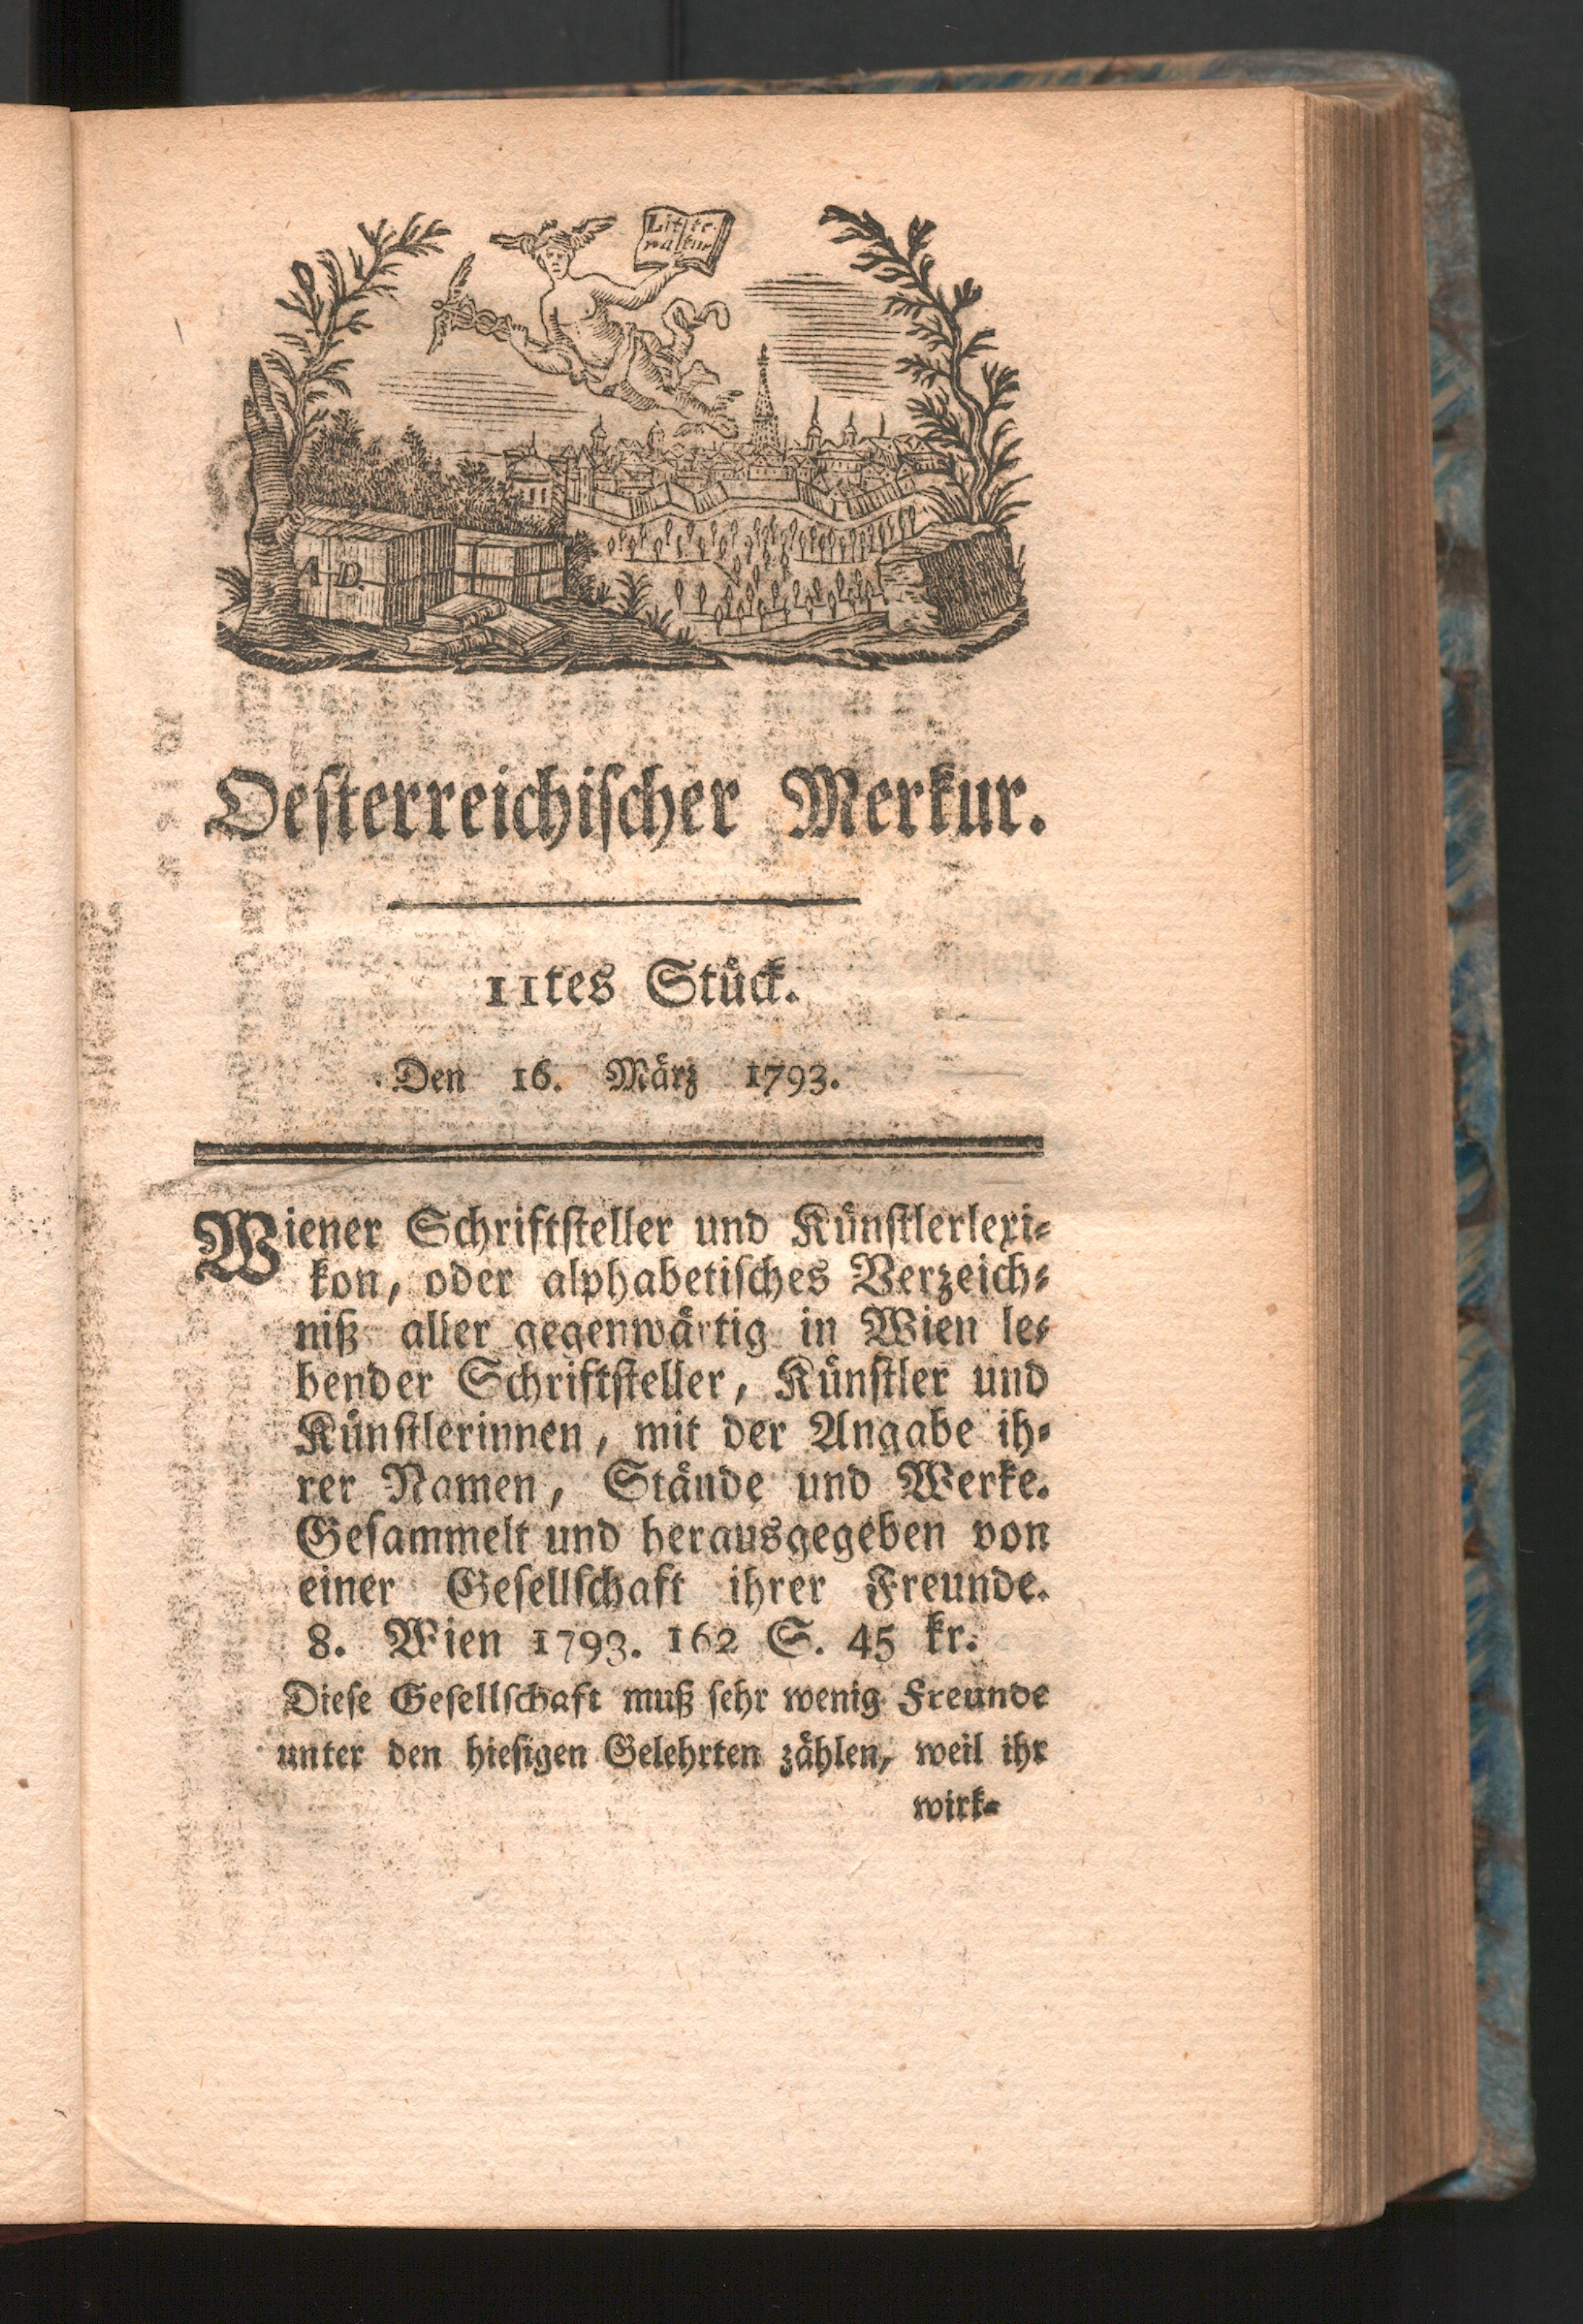 Litte-
ratur
A D
Oesterreichischer Merkur.
11tes Stück.
Den 16. März 1793.
Wiener Schriftsteller und Künstlerlexi-
kon, oder alphabetisches Verzeich-
niß aller gegenwärtig in Wien le-
bender Schriftsteller, Künstler und
Künstlerinnen, mit der Angabe ih-
rer Namen, Stände und Werke.
Gesammelt und herausgegeben von
einer Gesellschaft ihrer Freunde.
8. Wien 1793. 162 S. 45 kr.
Diese Gesellschaft muß sehr wenig Freunde
unter den hiesigen Gelehrten zählen, weil ihr
wirk-